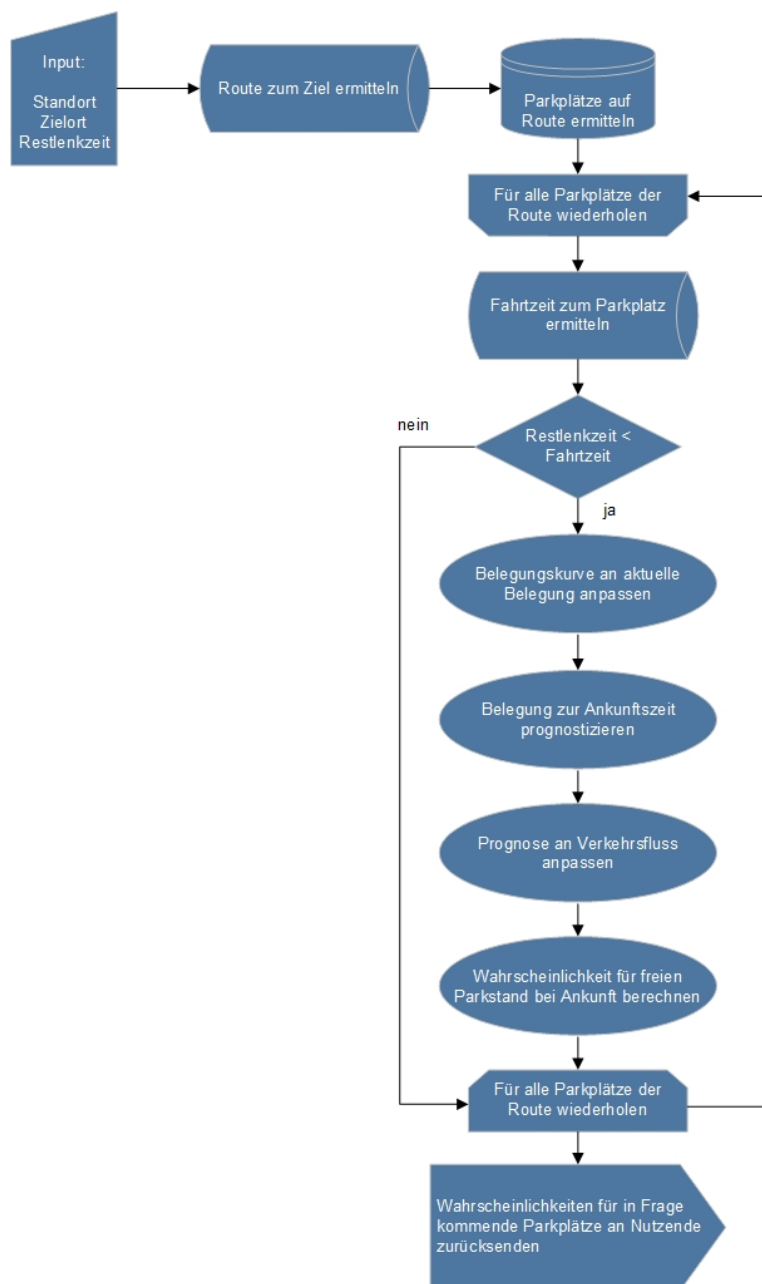 Input:
Standort
Zielort
Restlenkzeit
Route zum Ziel ermitteln
Parkplätze auf
Route ermitteln
Für alle Parkplätze der
Route wiederholen
Fahrtzeit zum Parkplatz
ermitteln
nein
Restlenkzeit <
Fahrtzeit
ja
Belegungskurve an aktuelle
Belegung anpassen
Belegung zur Ankunftszeit
prognostizieren
Prognose an Verkehrsfluss
anpassen
Wahrscheinlichkeit für freien
Parkstand bei Ankunft berechnen
Für alle Parkplätze der
Route wiederholen
Wahrscheinlichkeiten für in Frage
kommende Parkplätze an Nutzende
zurücksenden